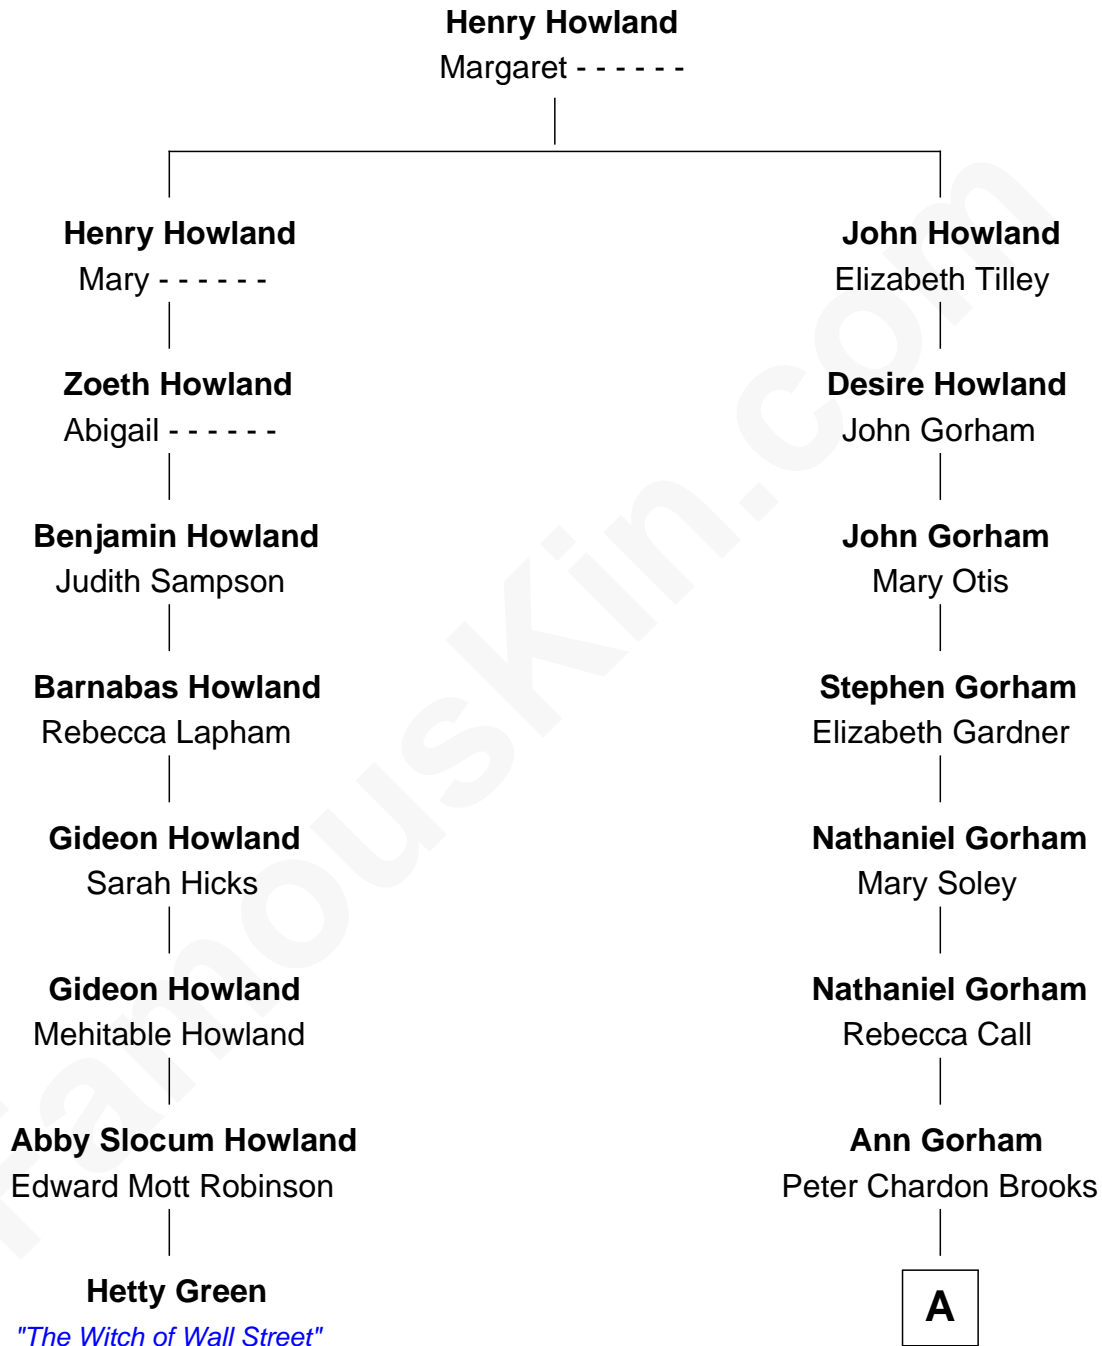 Henry Howland
Margaret - - - - - -
Henry Howland
Mary - - - - - -
John Howland
Elizabeth Tilley
Zoeth Howland
Abigail - - - - - -
Desire Howland
John Gorham
Benjamin Howland
Judith Sampson
John Gorham
Mary Otis
Barnabas Howland
Rebecca Lapham
Stephen Gorham
Elizabeth Gardner
Gideon Howland
Sarah Hicks
Nathaniel Gorham
Mary Soley
Gideon Howland
Mehitable Howland
Nathaniel Gorham
Rebecca Call
Abby Slocum Howland
Edward Mott Robinson
Ann Gorham
Peter Chardon Brooks
Hetty Green
"The Witch of Wall Street"
A
FamousKin.com